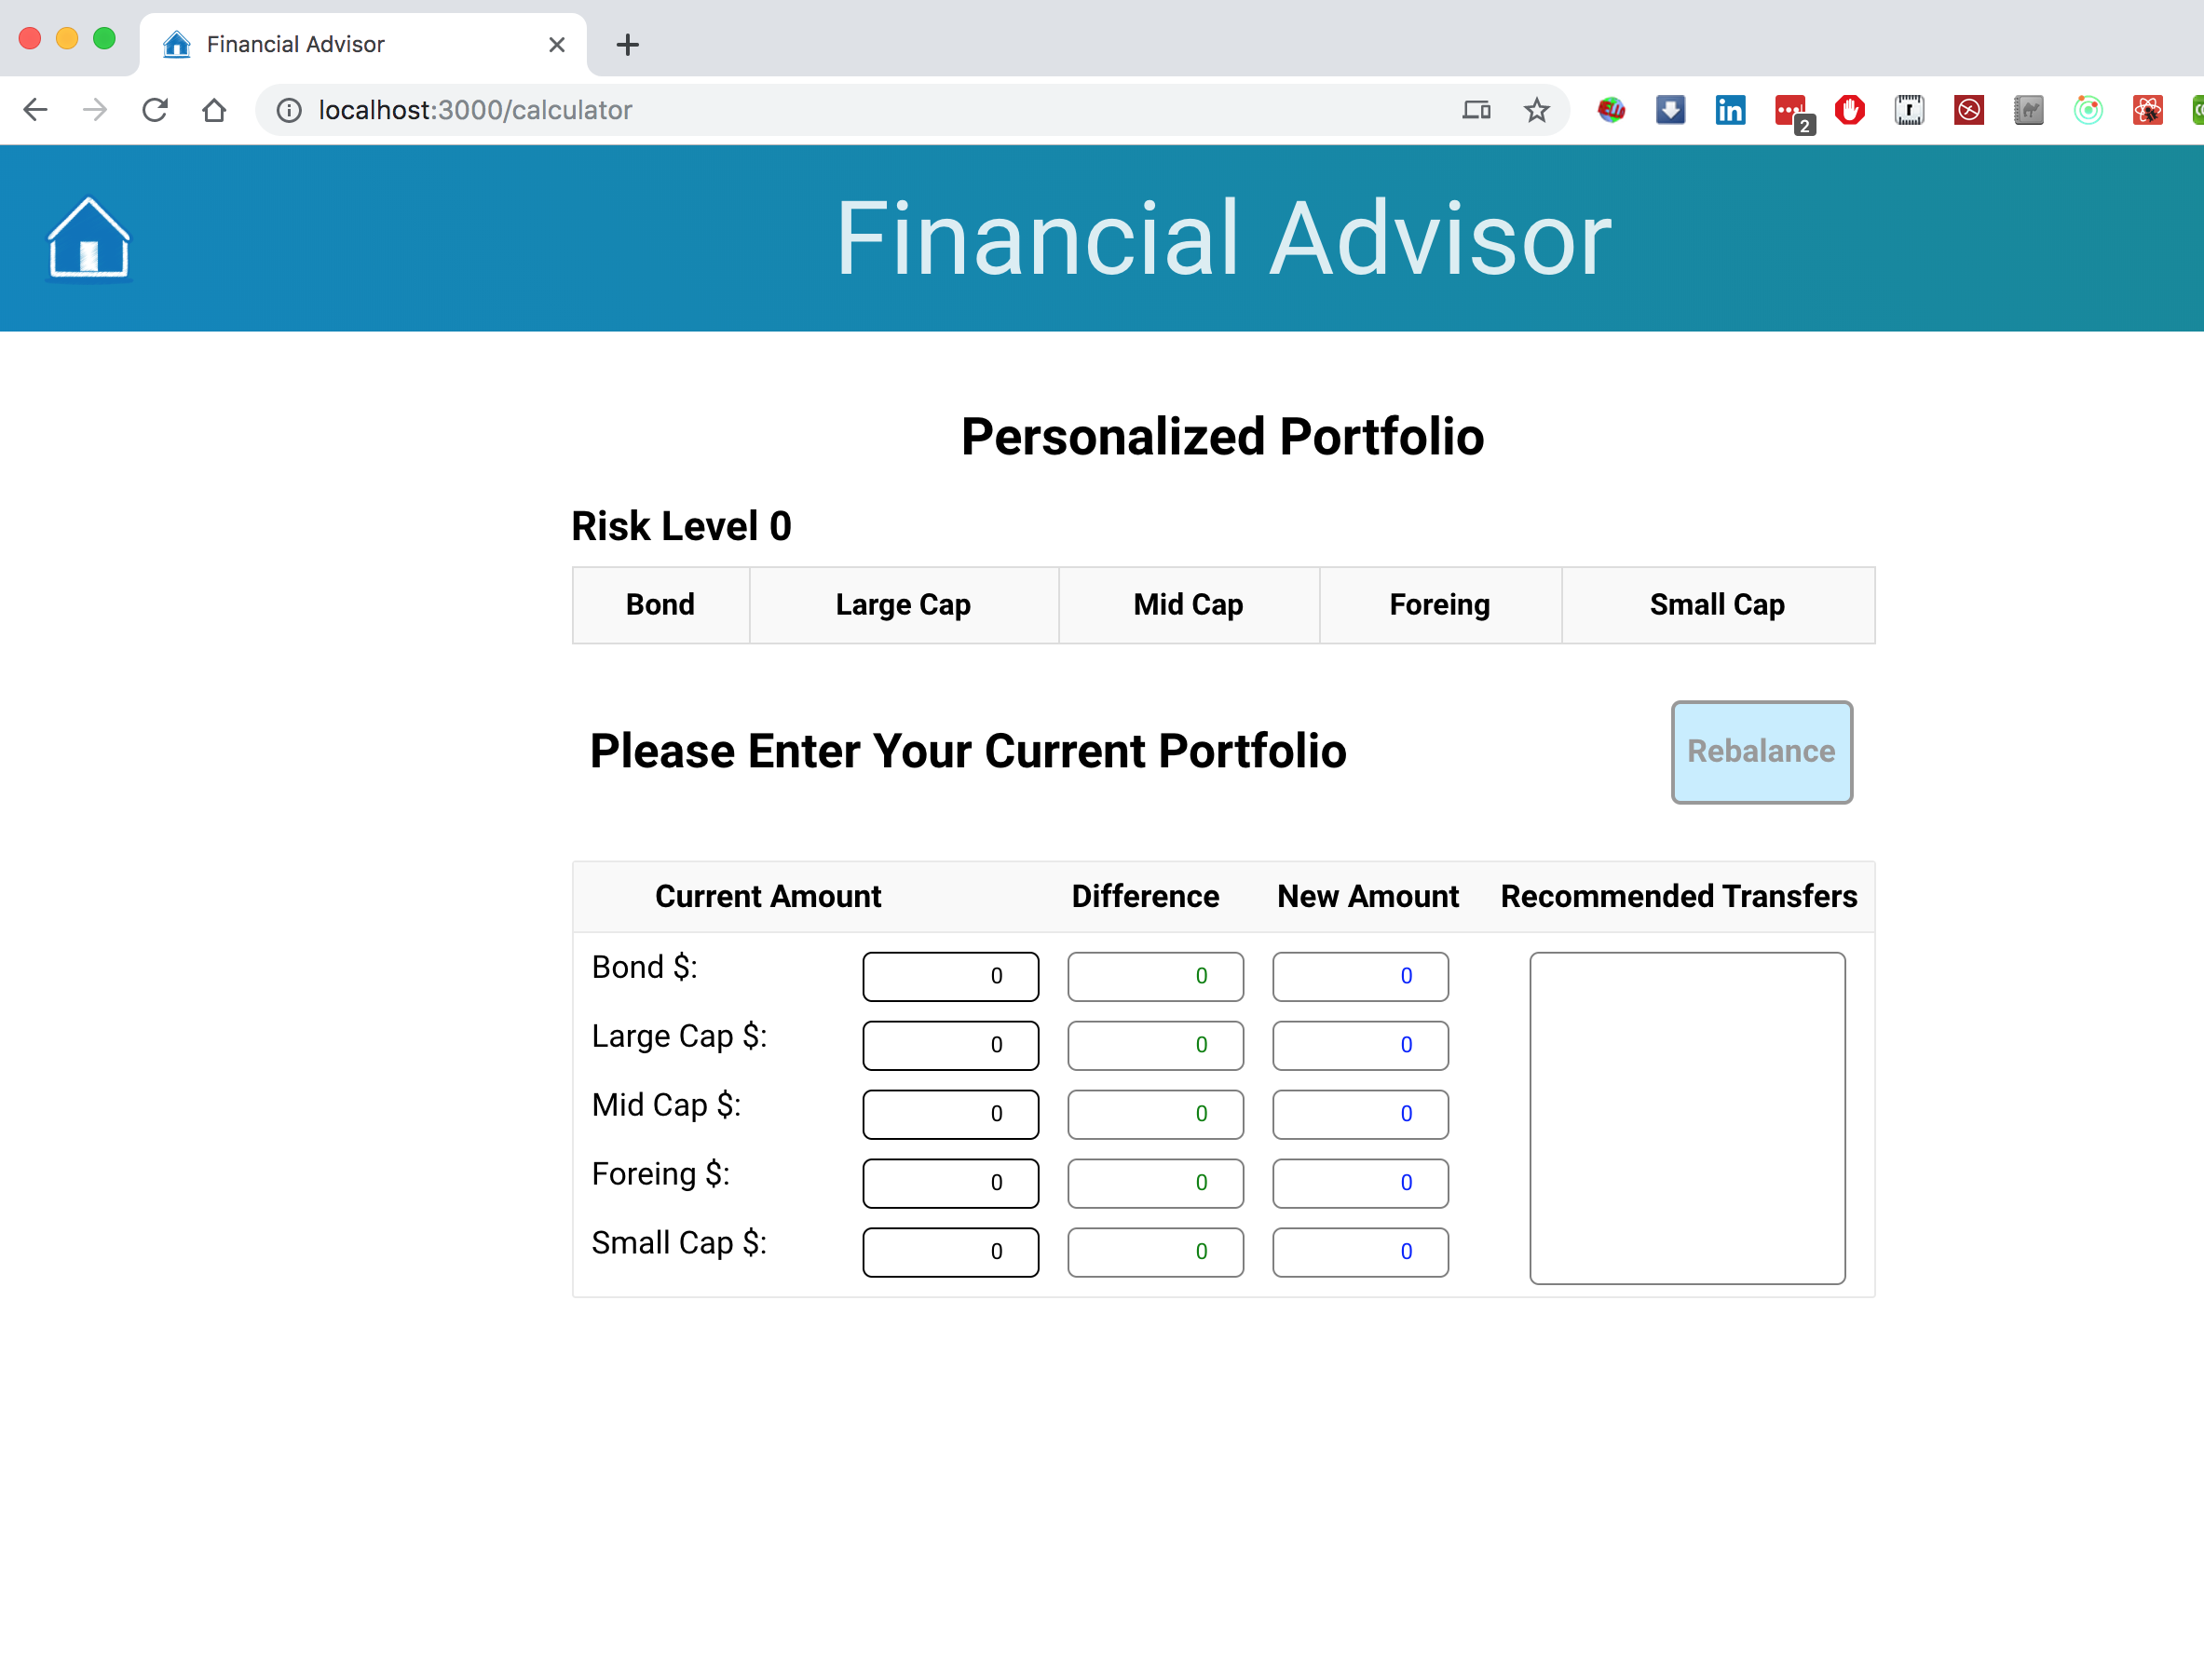 Financial Advisor
localhost:3000/calculator
2
Financial Advisor
Personalized Portfolio
Risk Level 0
Bond Large Cap Mid Cap Foreing Small Cap
Please Enter Your Current Portfolio Rebalance
Current Amount Difference New Amount Recommended Transfers
Bond $: 0 0 0
Large Cap $: 0 0 0
Mid Cap $: 0 0 0
Foreing $: 0 0 0
Small Cap $: 0 0 0